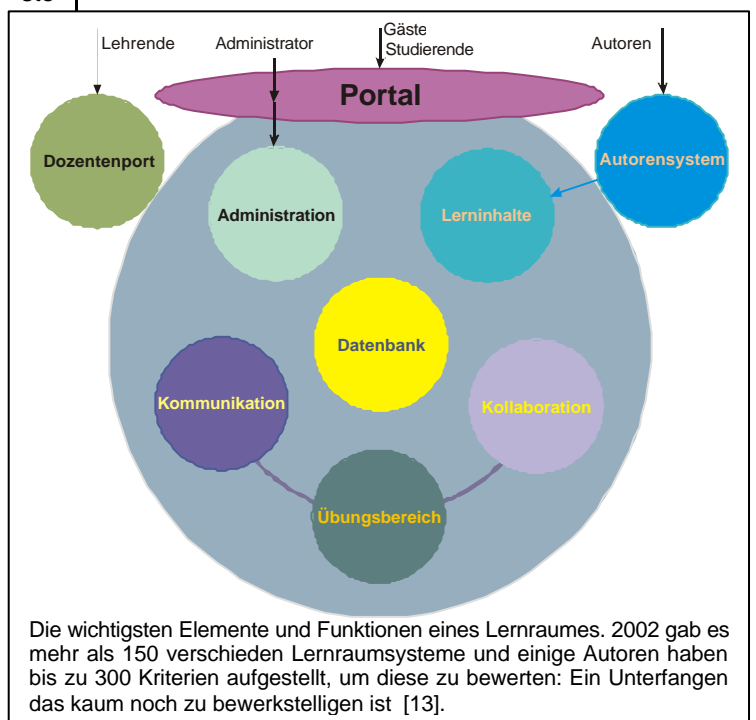 Lehrende
Administrator
Gäste
Studierende
Autoren
Portal
Dozentenport
Autorensystem
Administration
Lerninhalte
Datenbank
Kommunikation
Kollaboration
Übungsbereich
Die wichtigsten Elemente und Funktionen eines Lernraumes. 2002 gab es
mehr als 150 verschieden Lernraumsysteme und einige Autoren haben
bis zu 300 Kriterien aufgestellt, um diese zu bewerten: Ein Unterfangen
das kaum noch zu bewerkstelligen ist [13].